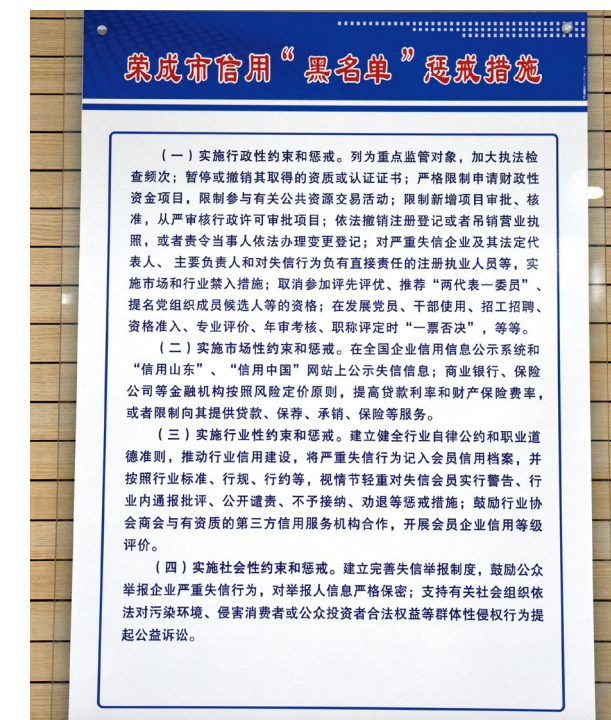 荣成市信用“黑名单”惩戒措施
（一）实施行政性约束和惩戒。列为重点监管对象，加大执法检
查频次；暂停或撤销其取得的资质或认证证书；严格限制申请财政性
资金项目，限制参与有关公共资源交易活动；限制新增项目审批、核
准，从严审核行政许可审批项目；依法撤销注册登记或者吊销营业执
照，或者责令当事人依法办理变更登记；对严重失信企业及其法定代
表人、主要负责人和对失信行为负有直接责任的注册执业人员等，实
施市场和行业禁入措施；取消参加评先评优、推荐“两代表一委员”、
提名党组织成员候选人等的资格；在发展党员、干部使用、招工招聘、
资格准入、专业评价、年审考核、职称评定时“一票否决”，等等。
（二）实施市场性约束和惩戒。在全国企业信用信息公示系统和
“信用山东”、“信用中国”网站上公示失信信息；商业银行、保险
公司等金融机构按照风险定价原则，提高贷款利率和财产保险费率，
或者限制向其提供贷款、保荐、承销、保险等服务。
（三）实施行业性约束和惩戒。建立健全行业自律公约和职业道
德准则，推动行业信用建设，将严重失信行为记入会员信用档案，并
按照行业标准、行规、行约等，视情节轻重对失信会员实行警告、行
业内通报批评、公开谴责、不予接纳、劝退等惩戒措施；鼓励行业协
会商会与有资质的第三方信用服务机构合作，开展会员企业信用等级
评价。
（四）实施社会性约束和惩戒。建立完善失信举报制度，鼓励公众
举报企业严重失信行为，对举报人信息严格保密；支持有关社会组织依
法对污染环境、侵害消费者或公众投资者合法权益等群体性侵权行为提
起公益诉讼。